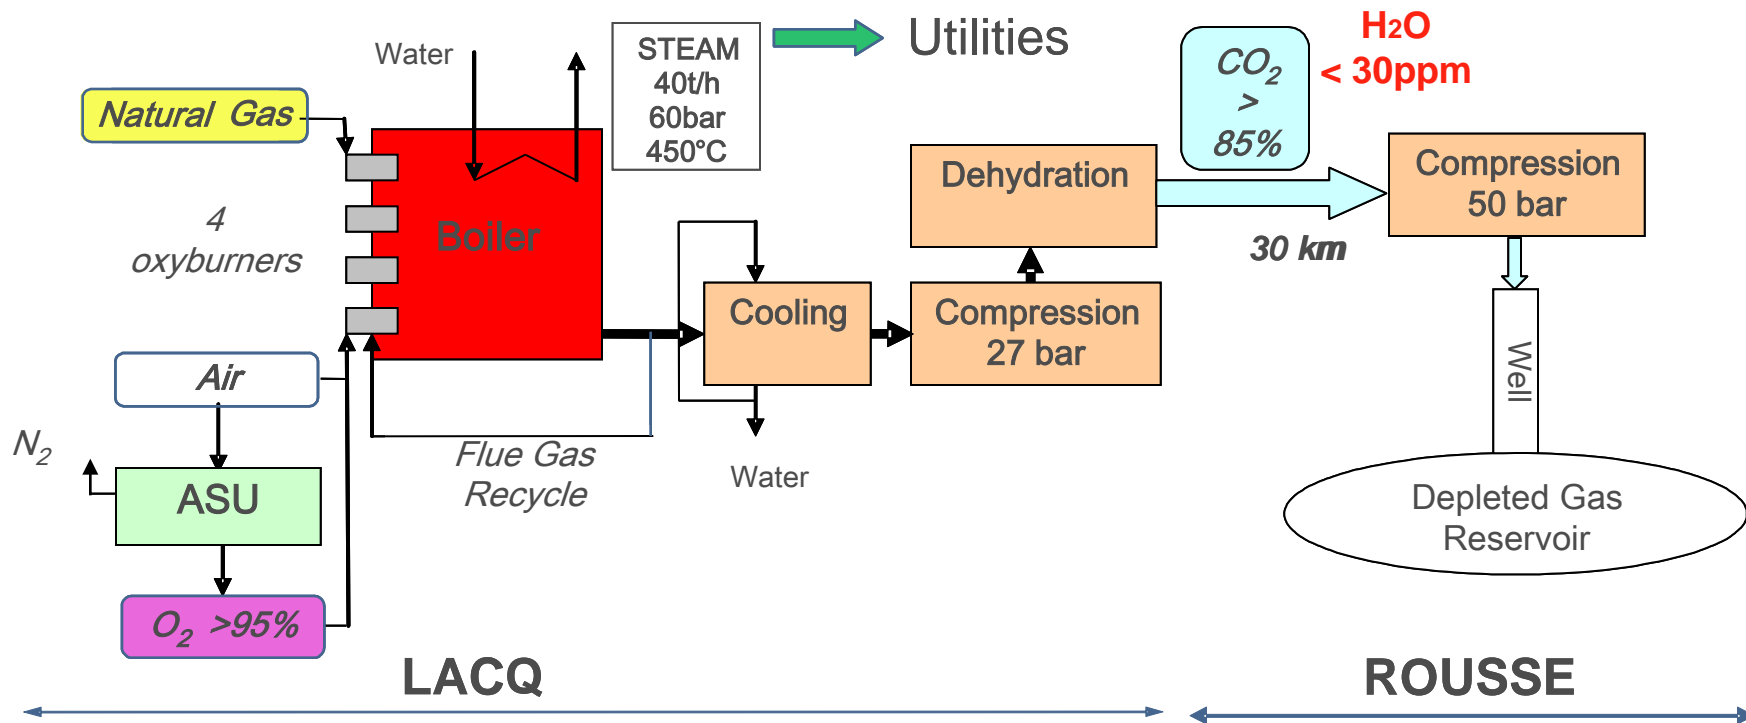 Water
STEAM
40t/h
60bar
450°C
Utilities
CO2
>
85%
H2O
< 30ppm
Natural Gas
4
oxyburners
Boiler
Dehydration
Compression
50 bar
30 km
Cooling
Compression
27 bar
Air
N2
ASU
O2 >95%
Flue Gas
Recycle
Water
Well
Depleted Gas
Reservoir
LACQ
ROUSSE